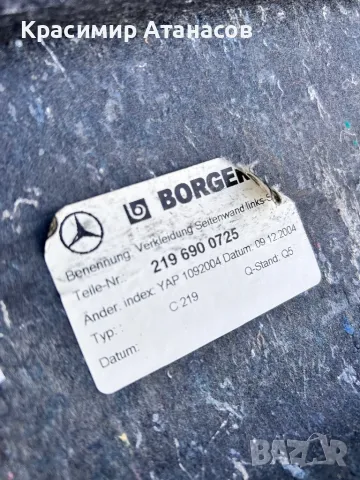 Красимир Атанасов
BORGER
Benennung: Verkleidung Seitenwand links-
Teile-Nr.: 219 690 0725
Änder. index: YAP 1092004 Datum: 09.12.2004
Typ: : C 219 Q-Stand: Q5
Datum:
BAZAR